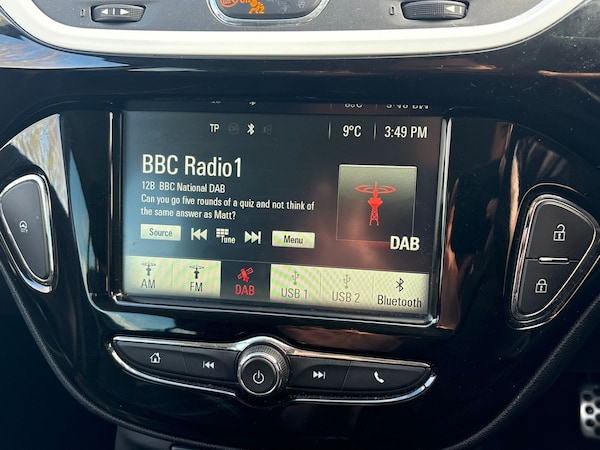 TP 9°C 3:49 PM
BBC Radio1
12B BBC National DAB
Can you go five rounds of a quiz and not think of
the same answer as Matt?
Source Tune Menu
DAB
AM FM DAB USB 1 USB 2 Bluetooth